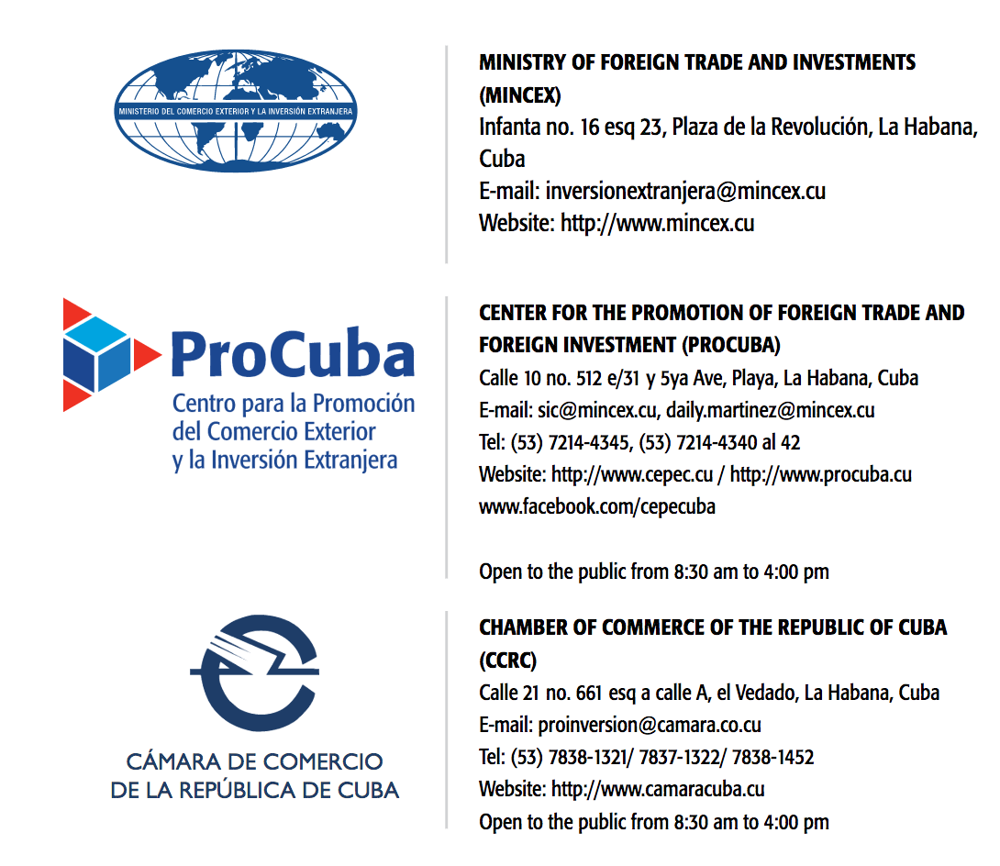 MINISTERIO DEL COMERCIO EXTERIOR Y LA INVERSIÓN EXTRANJERA
MINISTRY OF FOREIGN TRADE AND INVESTMENTS
(MINCEX)
Infanta no. 16 esq 23, Plaza de la Revolución, La Habana,
Cuba
E-mail: inversionextranjera@mincex.cu
Website: http://www.mincex.cu
ProCuba
Centro para la Promoción
del Comercio Exterior
y la Inversión Extranjera
CENTER FOR THE PROMOTION OF FOREIGN TRADE AND
FOREIGN INVESTMENT (PROCUBA)
Calle 10 no. 512 e/31 y 5ya Ave, Playa, La Habana, Cuba
E-mail: sic@mincex.cu, daily.martinez@mincex.cu
Tel: (53) 7214-4345, (53) 7214-4340 al 42
Website: http://www.cepec.cu / http://www.procuba.cu
www.facebook.com/cepecuba
Open to the public from 8:30 am to 4:00 pm
CÁMARA DE COMERCIO
DE LA REPÚBLICA DE CUBA
CHAMBER OF COMMERCE OF THE REPUBLIC OF CUBA
(CCRC)
Calle 21 no. 661 esq a calle A, el Vedado, La Habana, Cuba
E-mail: proinversion@camara.co.cu
Tel: (53) 7838-1321/ 7837-1322/ 7838-1452
Website: http://www.camaracuba.cu
Open to the public from 8:30 am to 4:00 pm